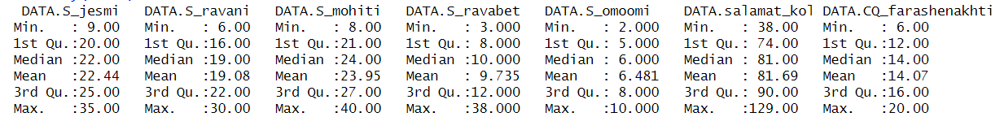 DATA.S_jesmi DATA.S_ravani DATA.S_mohiti DATA.S_ravabet DATA.S_omoomi DATA.salamat_kol DATA.CQ_farashenakhti
Min. : 9.00 Min. : 6.00 Min. : 8.00 Min. : 3.000 Min. : 2.000 Min. : 38.00 Min. : 6.00
1st Qu.:20.00 1st Qu.:16.00 1st Qu.:21.00 1st Qu.: 8.000 1st Qu.: 5.000 1st Qu.: 74.00 1st Qu.:12.00
Median :22.00 Median :19.00 Median :24.00 Median :10.000 Median : 6.000 Median : 81.00 Median :14.00
Mean :22.44 Mean :19.08 Mean :23.95 Mean : 9.735 Mean : 6.481 Mean : 81.69 Mean :14.07
3rd Qu.:25.00 3rd Qu.:22.00 3rd Qu.:27.00 3rd Qu.:12.000 3rd Qu.: 8.000 3rd Qu.: 90.00 3rd Qu.:16.00
Max. :35.00 Max. :30.00 Max. :40.00 Max. :38.000 Max. :10.000 Max. :129.00 Max. :20.00